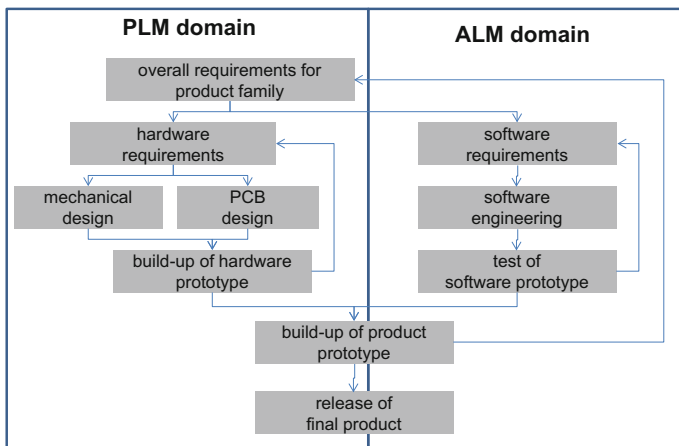 PLM domain
ALM domain
overall requirements for
product family
hardware
requirements
software
requirements
mechanical
design
PCB
design
software
engineering
build-up of hardware
prototype
test of
software prototype
build-up of product
prototype
release of
final product